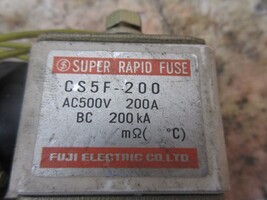 SUPER RAPID FUSE
CS5F-200
AC500V 200A
BC 200kA
mΩ( °C)
FUJI ELECTRIC CO.LTD